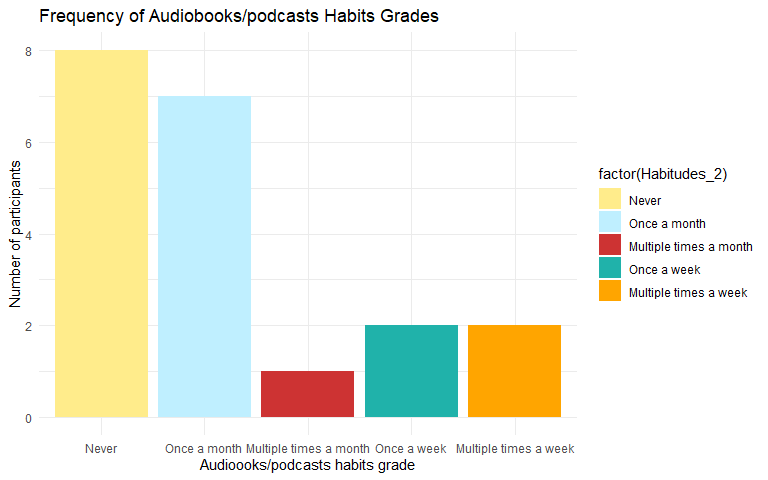 Frequency of Audiobooks/podcasts Habits Grades
Number of participants
8
6
4
2
0
Never Once a month Multiple times a month Once a week Multiple times a week
Audioooks/podcasts habits grade
factor(Habitudes_2)
Never
Once a month
Multiple times a month
Once a week
Multiple times a week